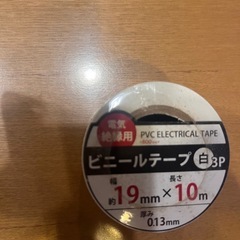 電気
絶縁用
PVC ELECTRICAL TAPE
ビニールテープ 白 3P
幅 長さ
約19mm×10m
厚み
0.13mm